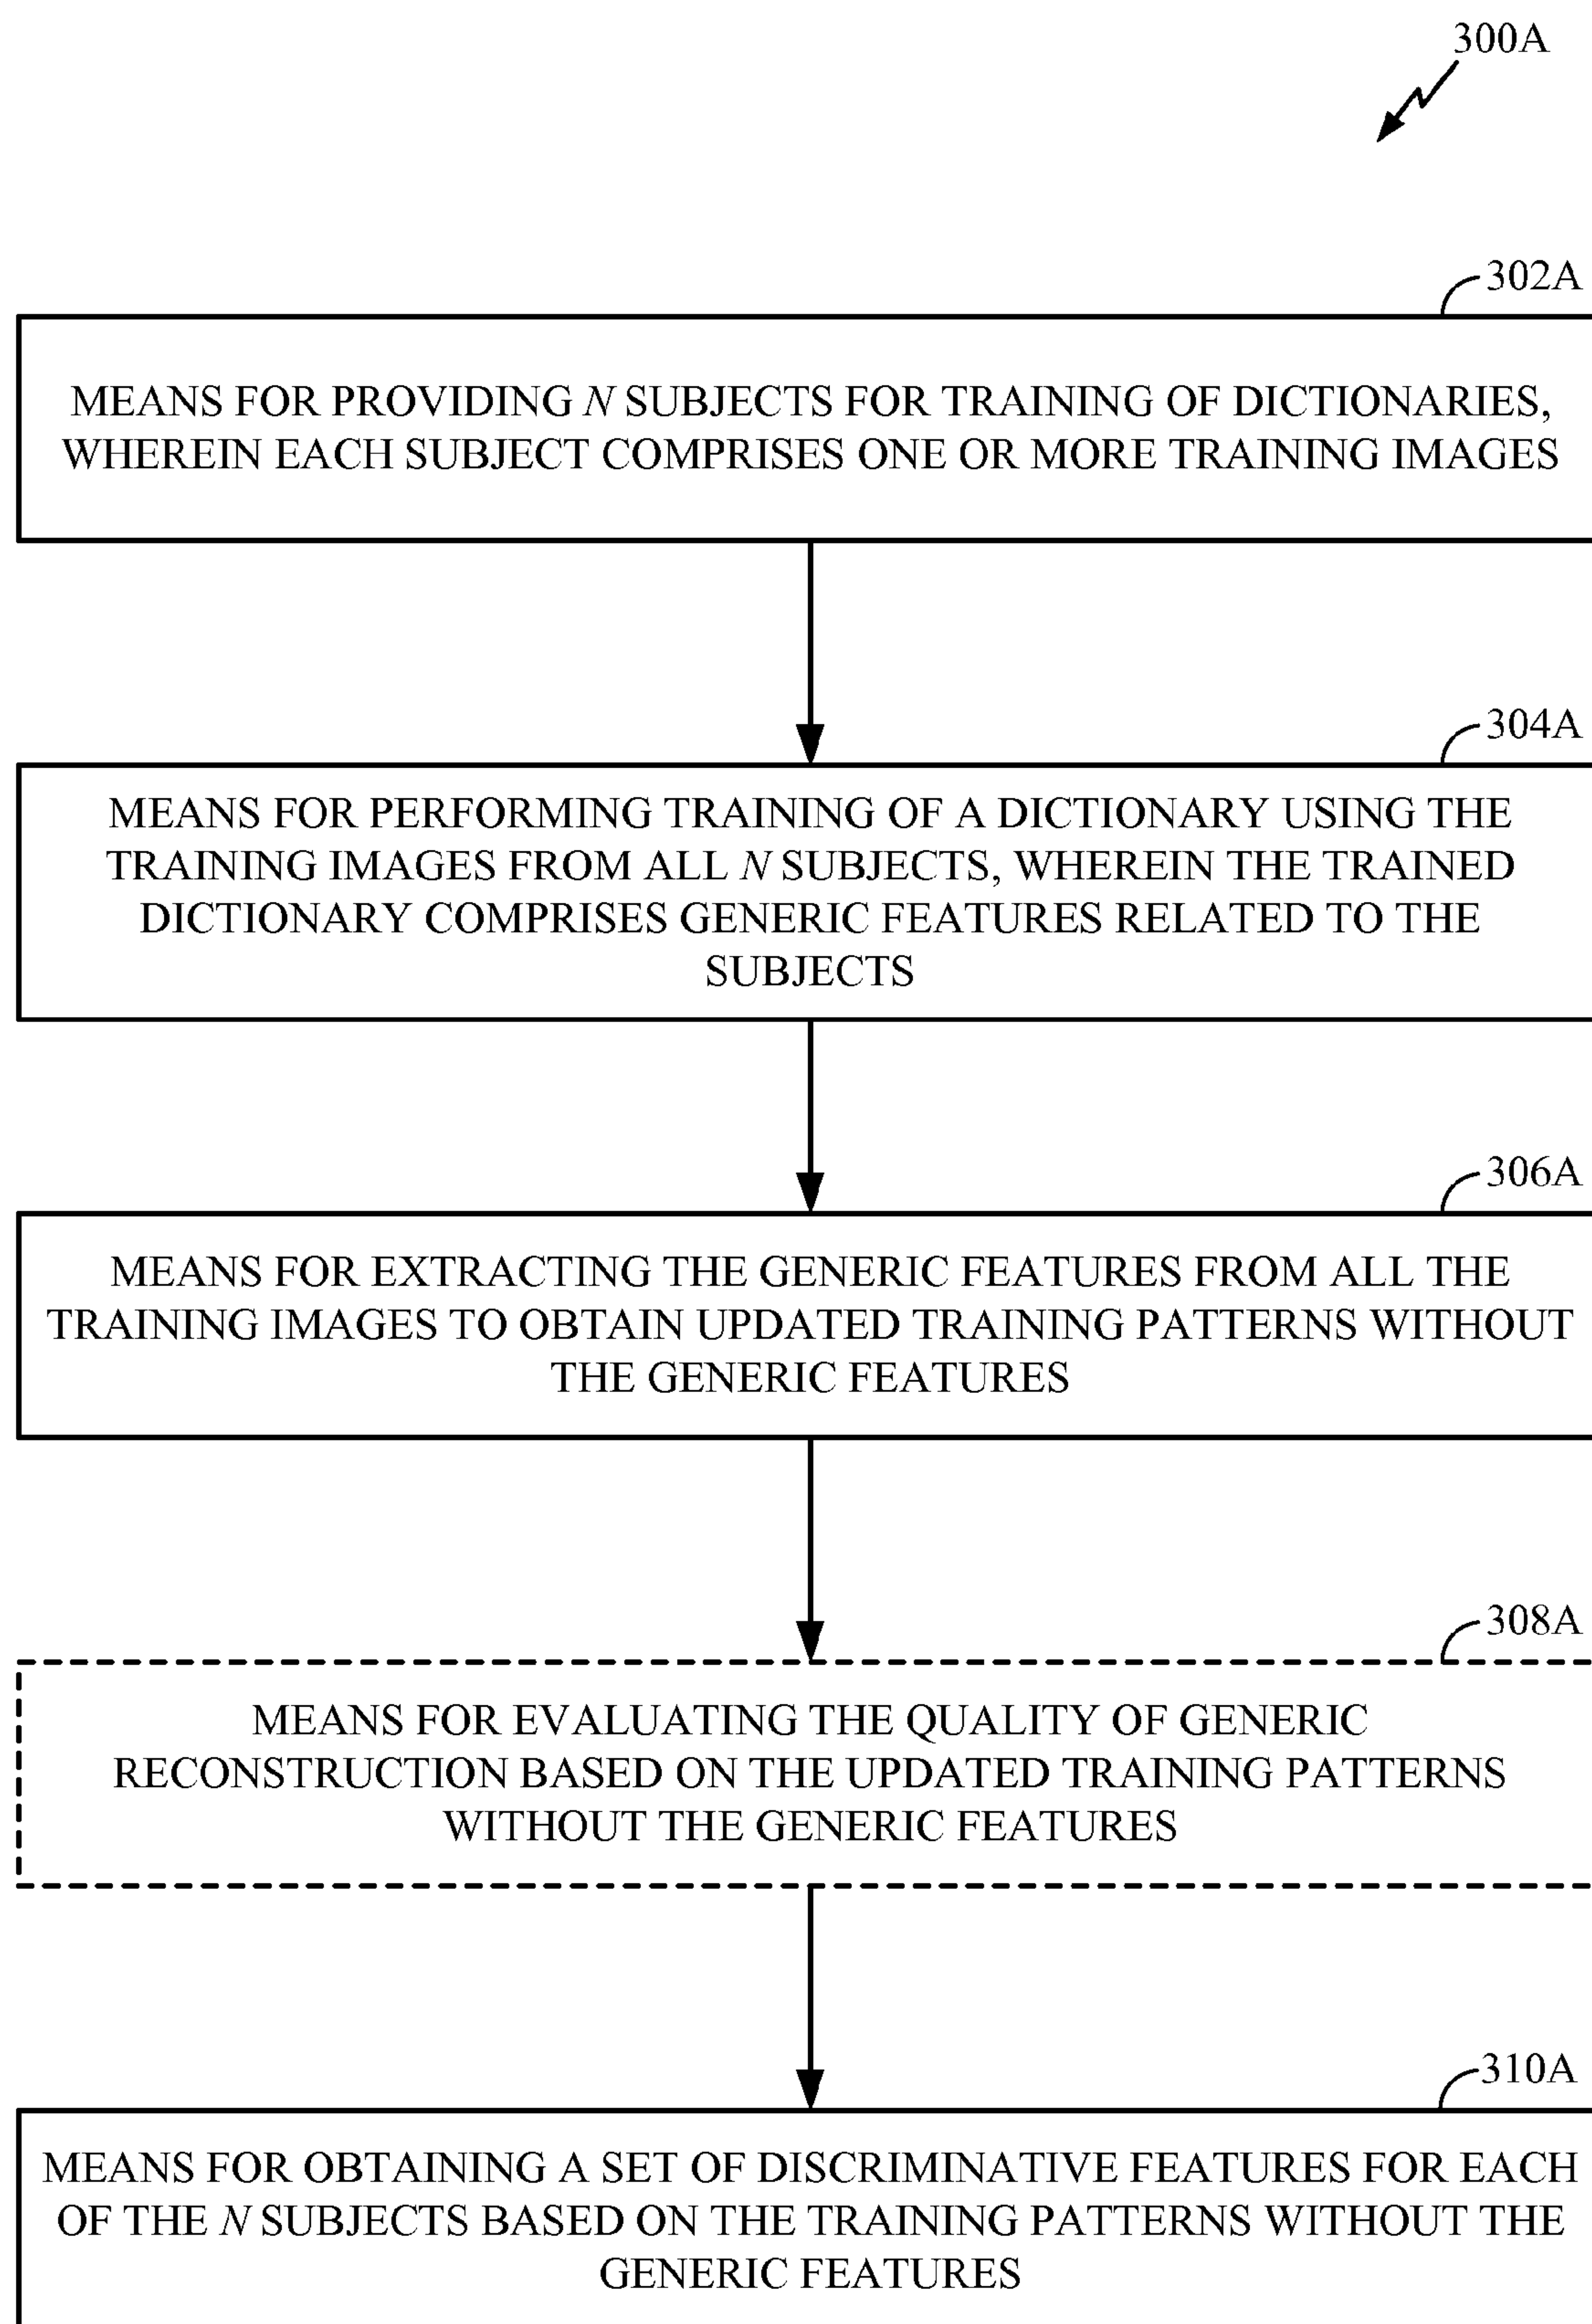 300A
302A
MEANS FOR PROVIDING N SUBJECTS FOR TRAINING OF DICTIONARIES,
WHEREIN EACH SUBJECT COMPRISES ONE OR MORE TRAINING IMAGES
304A
MEANS FOR PERFORMING TRAINING OF A DICTIONARY USING THE
TRAINING IMAGES FROM ALL N SUBJECTS, WHEREIN THE TRAINED
DICTIONARY COMPRISES GENERIC FEATURES RELATED TO THE
SUBJECTS
306A
MEANS FOR EXTRACTING THE GENERIC FEATURES FROM ALL THE
TRAINING IMAGES TO OBTAIN UPDATED TRAINING PATTERNS WITHOUT
THE GENERIC FEATURES
308A
MEANS FOR EVALUATING THE QUALITY OF GENERIC
RECONSTRUCTION BASED ON THE UPDATED TRAINING PATTERNS
WITHOUT THE GENERIC FEATURES
310A
MEANS FOR OBTAINING A SET OF DISCRIMINATIVE FEATURES FOR EACH
OF THE N SUBJECTS BASED ON THE TRAINING PATTERNS WITHOUT THE
GENERIC FEATURES